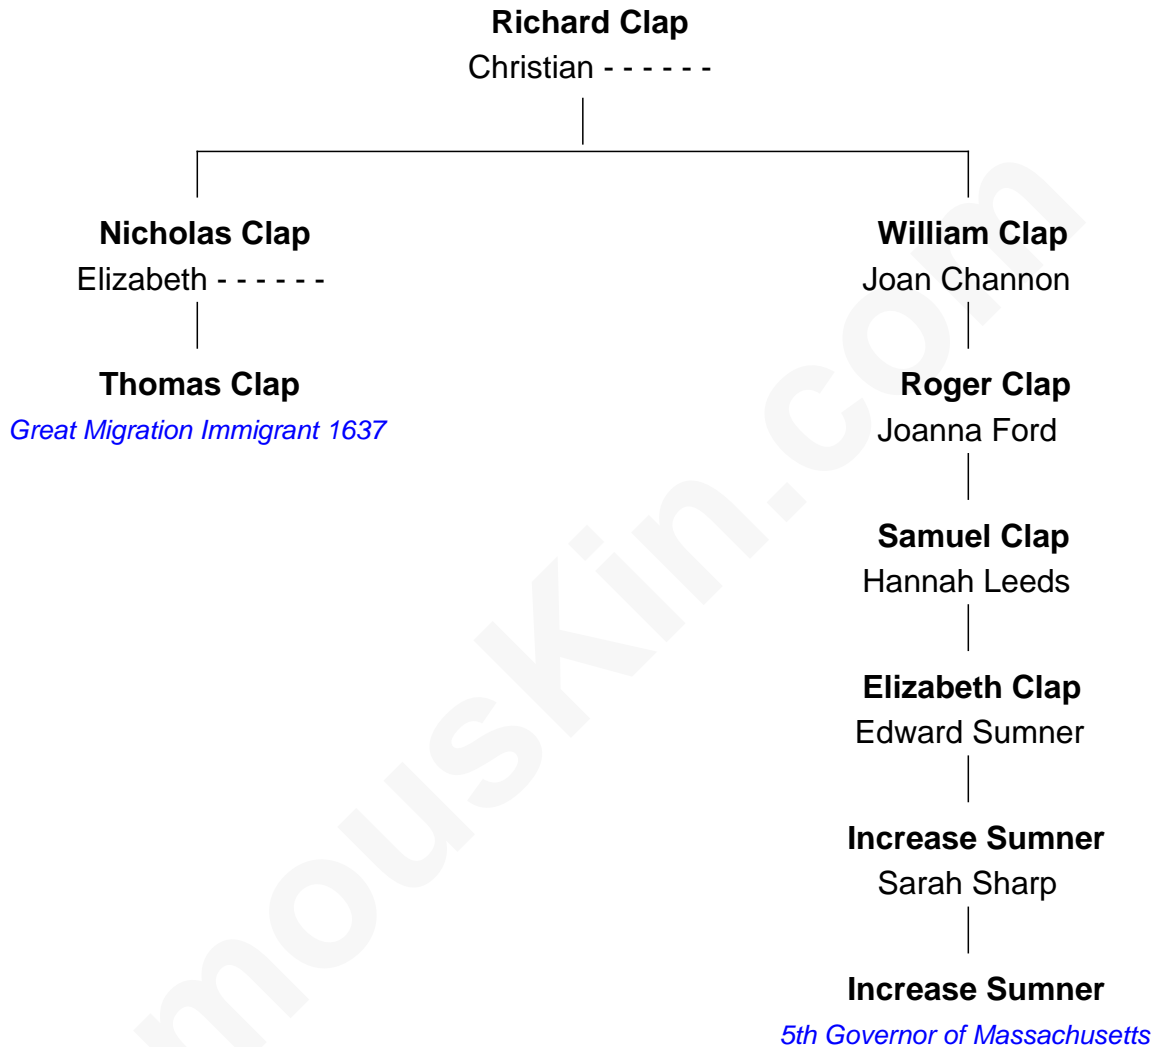 Richard Clap
Christian - - - - - -
Nicholas Clap
Elizabeth - - - - - -
Thomas Clap
Great Migration Immigrant 1637
William Clap
Joan Channon
Roger Clap
Joanna Ford
Samuel Clap
Hannah Leeds
Elizabeth Clap
Edward Sumner
Increase Sumner
Sarah Sharp
Increase Sumner
5th Governor of Massachusetts
mouskin.com